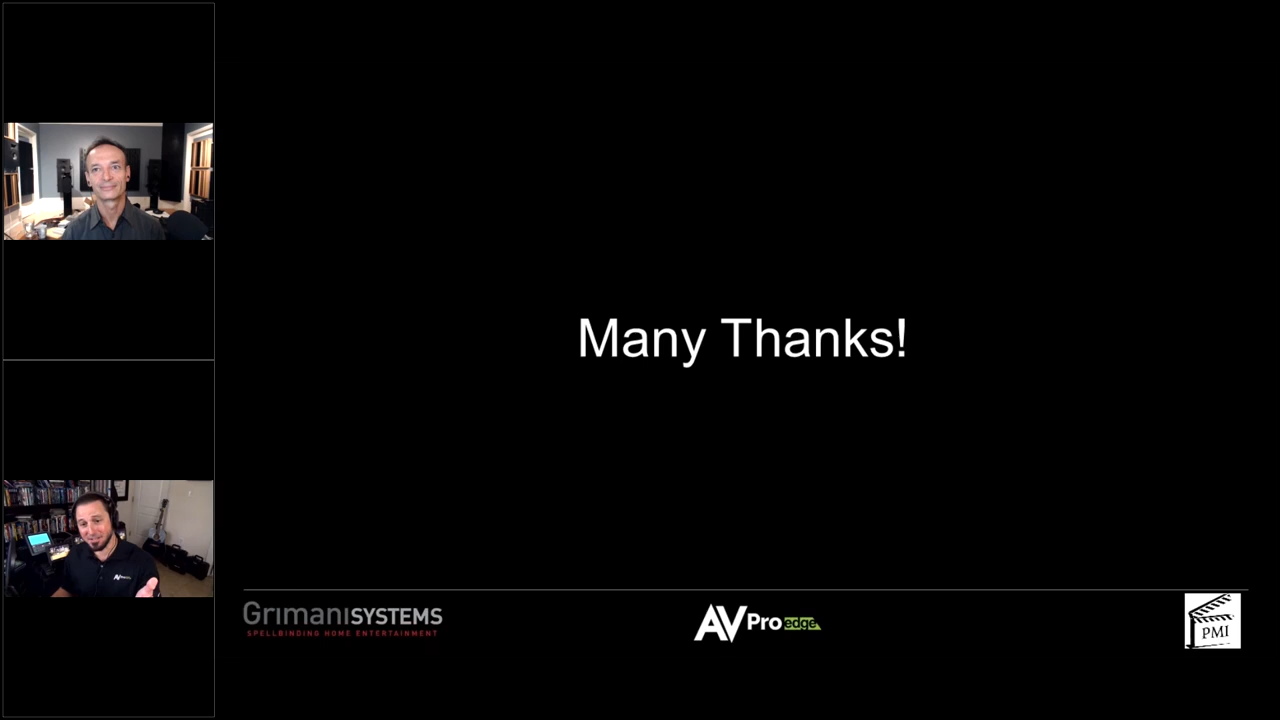 Many Thanks!
GrimaniSYSTEMS
SPELLBINDING HOME ENTERTAINMENT
AVPro edge
PMI